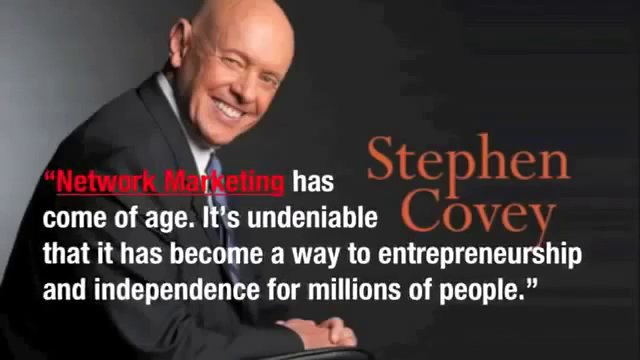 Stephen
Covey
“Network Marketing has
come of age. It’s undeniable
that it has become a way to entrepreneurship
and independence for millions of people.”